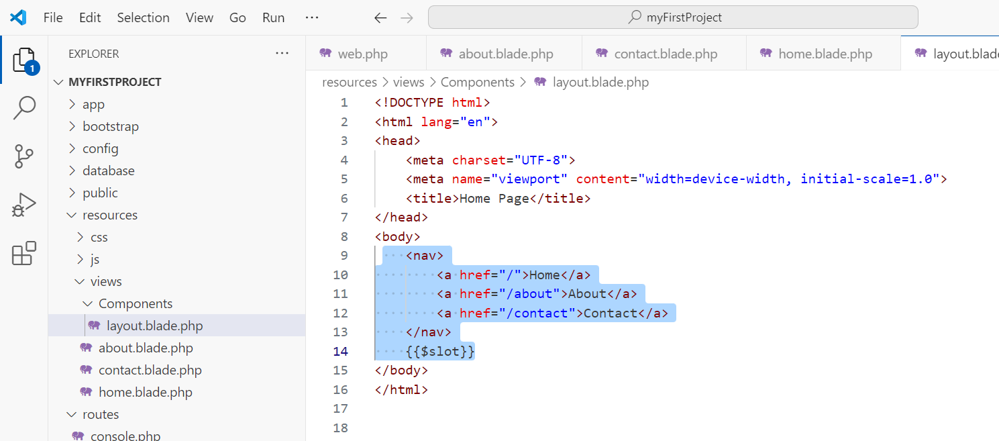 File Edit Selection View Go Run ··· myFirstProject
EXPLORER ···
1
MYFIRSTPROJECT
app
bootstrap
config
database
public
resources
css
js
views
Components
layout.blade.php
about.blade.php
contact.blade.php
home.blade.php
routes
console.php
web.php about.blade.php contact.blade.php home.blade.php layout.blade
resources > views > Components > layout.blade.php
1 <!DOCTYPE html>
2 <html lang="en">
3 <head>
4 <meta charset="UTF-8">
5 <meta name="viewport" content="width=device-width, initial-scale=1.0">
6 <title>Home Page</title>
7 </head>
8 <body>
9 <nav>
10 <a href="/">Home</a>
11 <a href="/about">About</a>
12 <a href="/contact">Contact</a>
13 </nav>
14 {{$slot}}
15 </body>
16 </html>
17
18